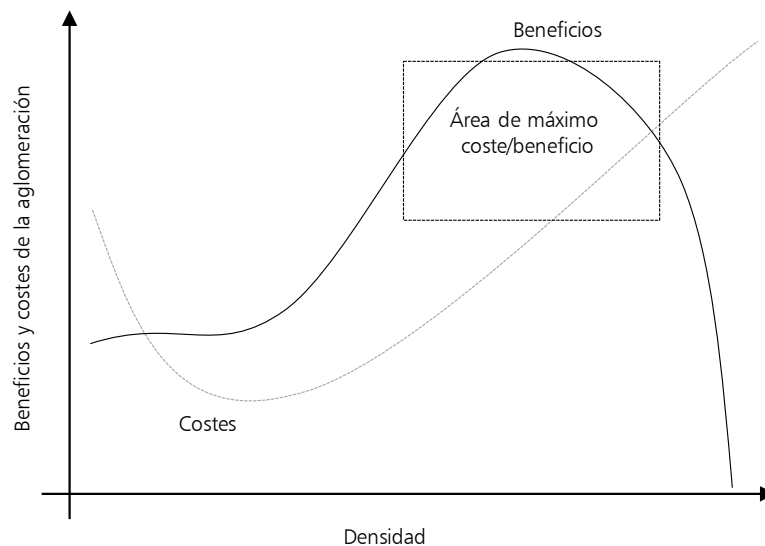 Beneficios
Área de máximo
coste/beneficio
Beneficios y costes de la aglomeración
Costes
Densidad